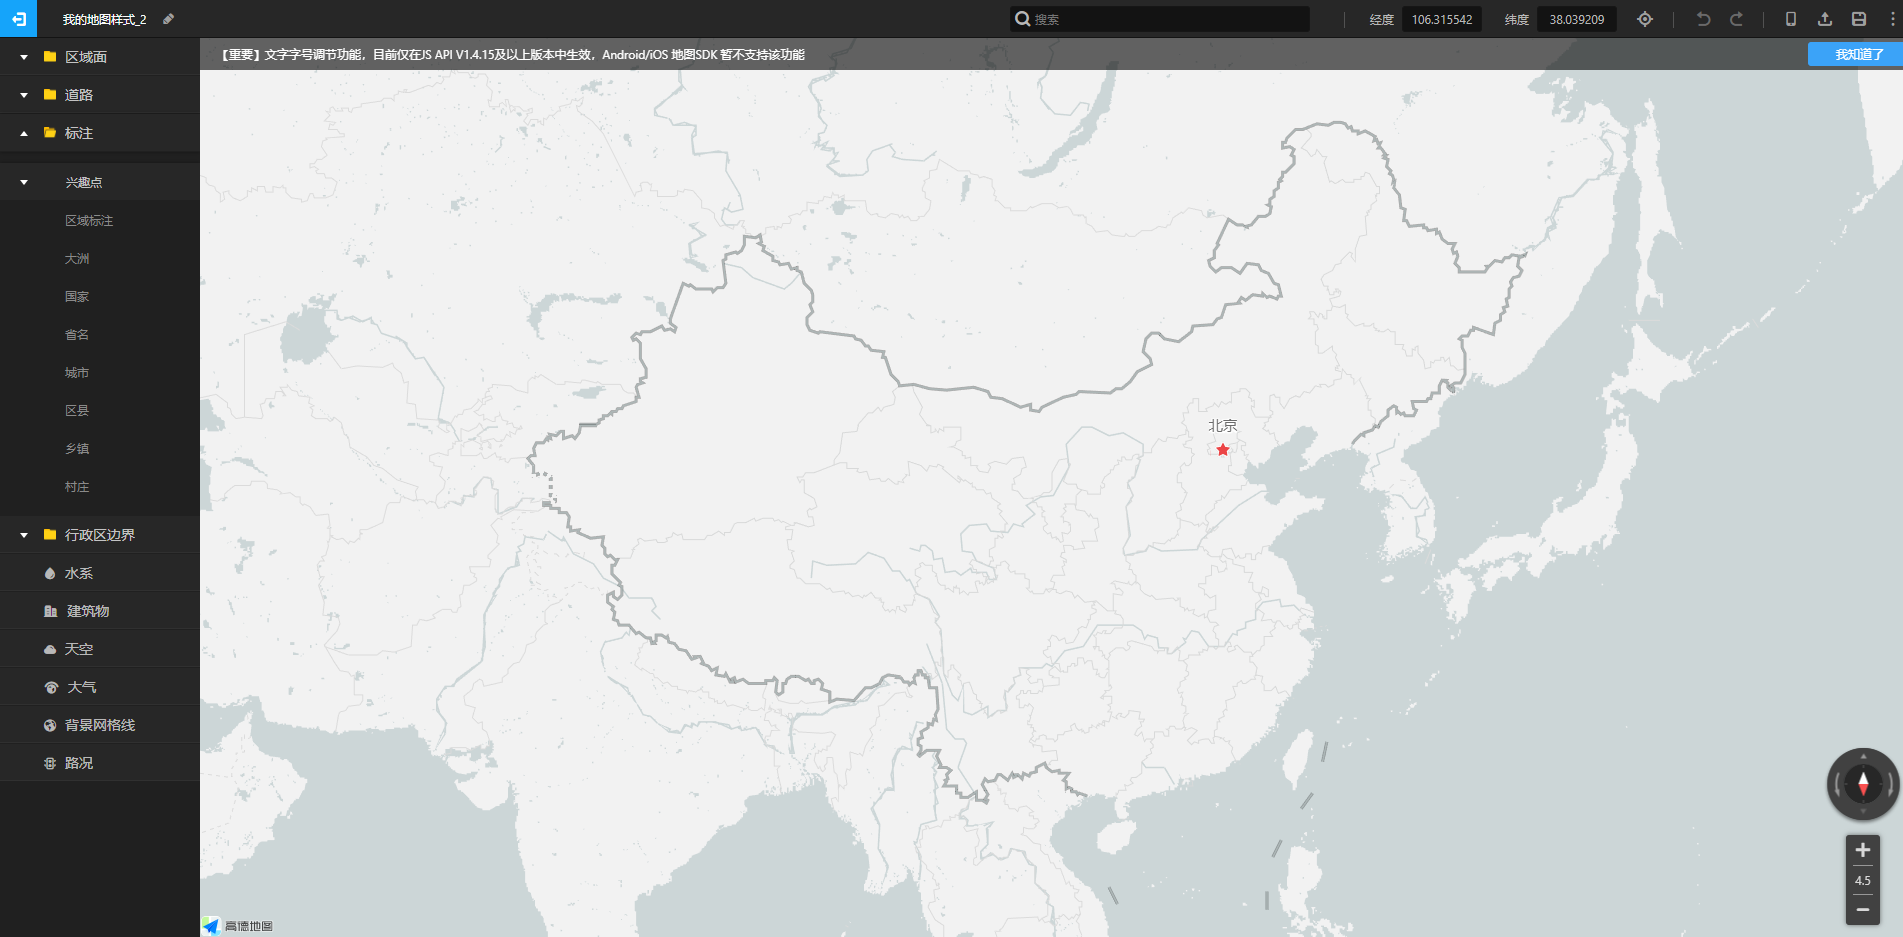 我的地图样式_2
搜索
经度 106.315542 纬度 38.039209
【重要】文字字号调节功能，目前仅在JS API V1.4.15及以上版本中生效，Android/iOS 地图SDK 暂不支持该功能
我知道了
区域面
道路
标注
兴趣点
区域标注
大洲
国家
省名
城市
区县
乡镇
村庄
行政区边界
水系
建筑物
天空
大气
背景网格线
路况
北京
4.5
高德地图